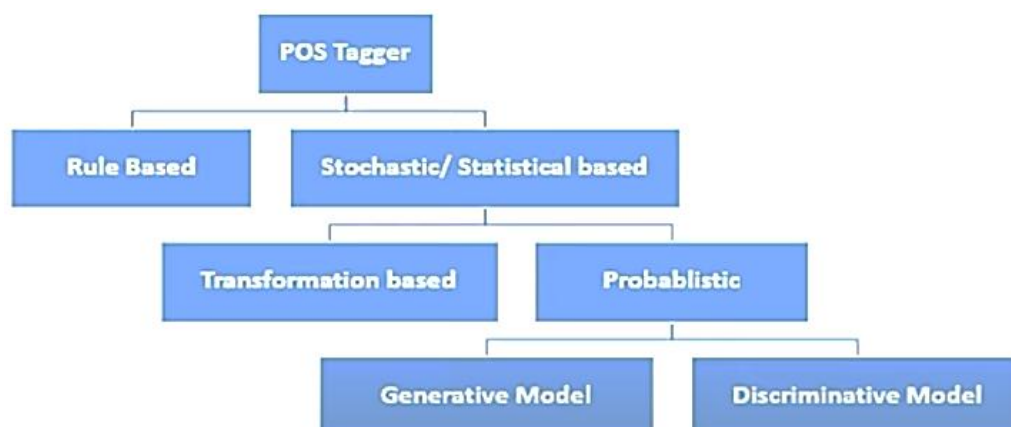 POS Tagger
Rule Based
Stochastic/ Statistical based
Transformation based
Probablistic
Generative Model
Discriminative Model